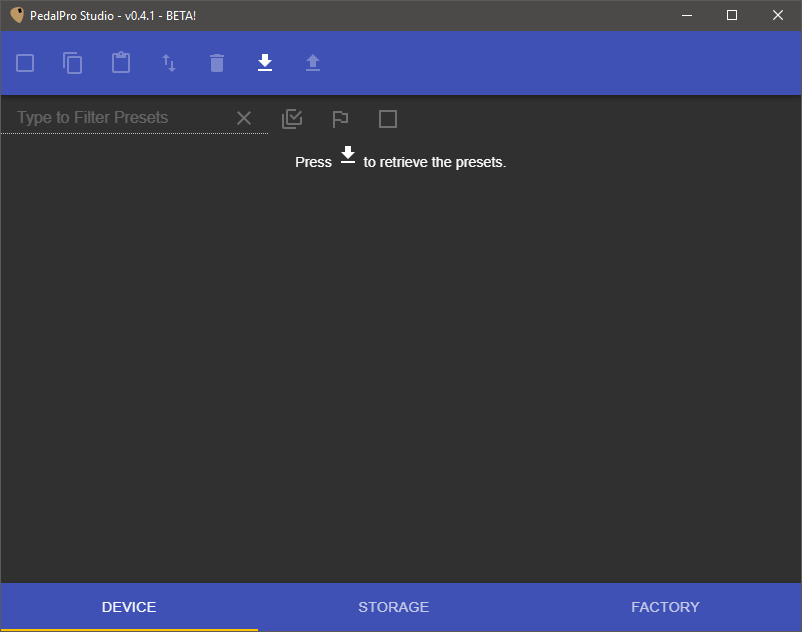 PedalPro Studio - v0.4.1 - BETA!
Type to Filter Presets
Press to retrieve the presets.
DEVICE STORAGE FACTORY